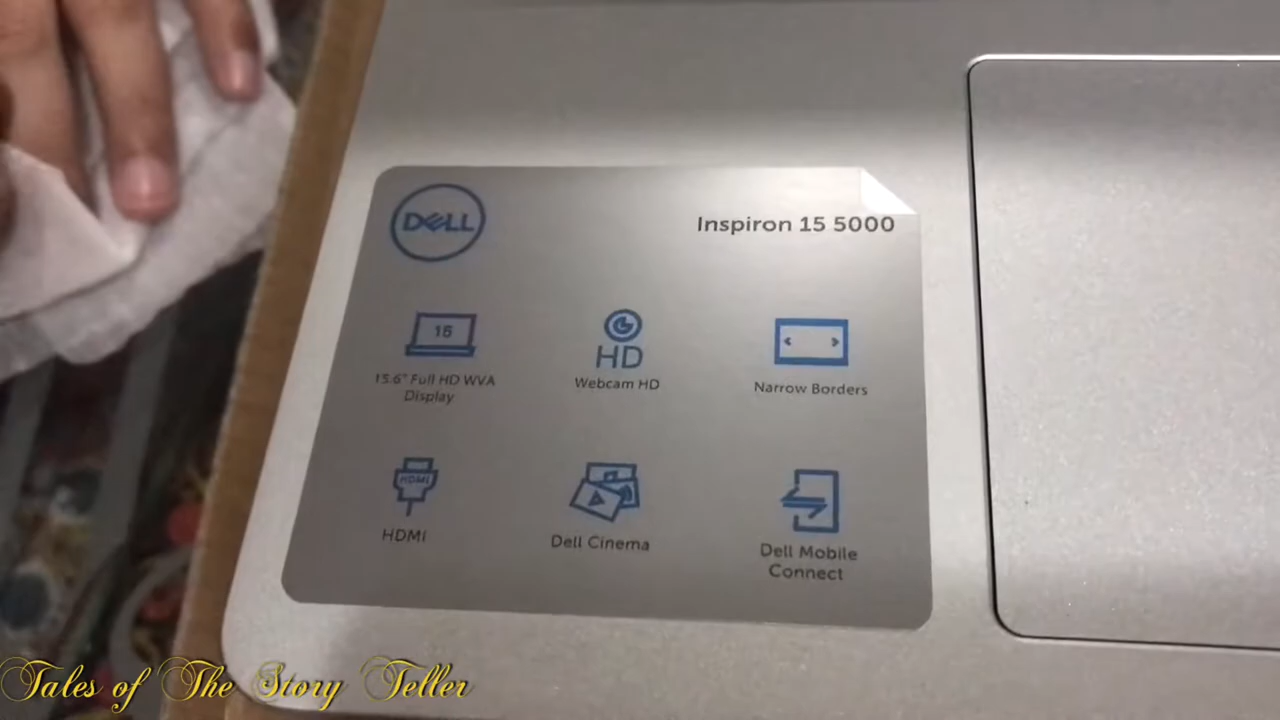 DELL
Inspiron 15 5000
15
15.6" Full HD WVA
Display
HD
Webcam HD
Narrow Borders
HDMI
HDMI
Dell Cinema
Dell Mobile
Connect
Tales of The Story Teller